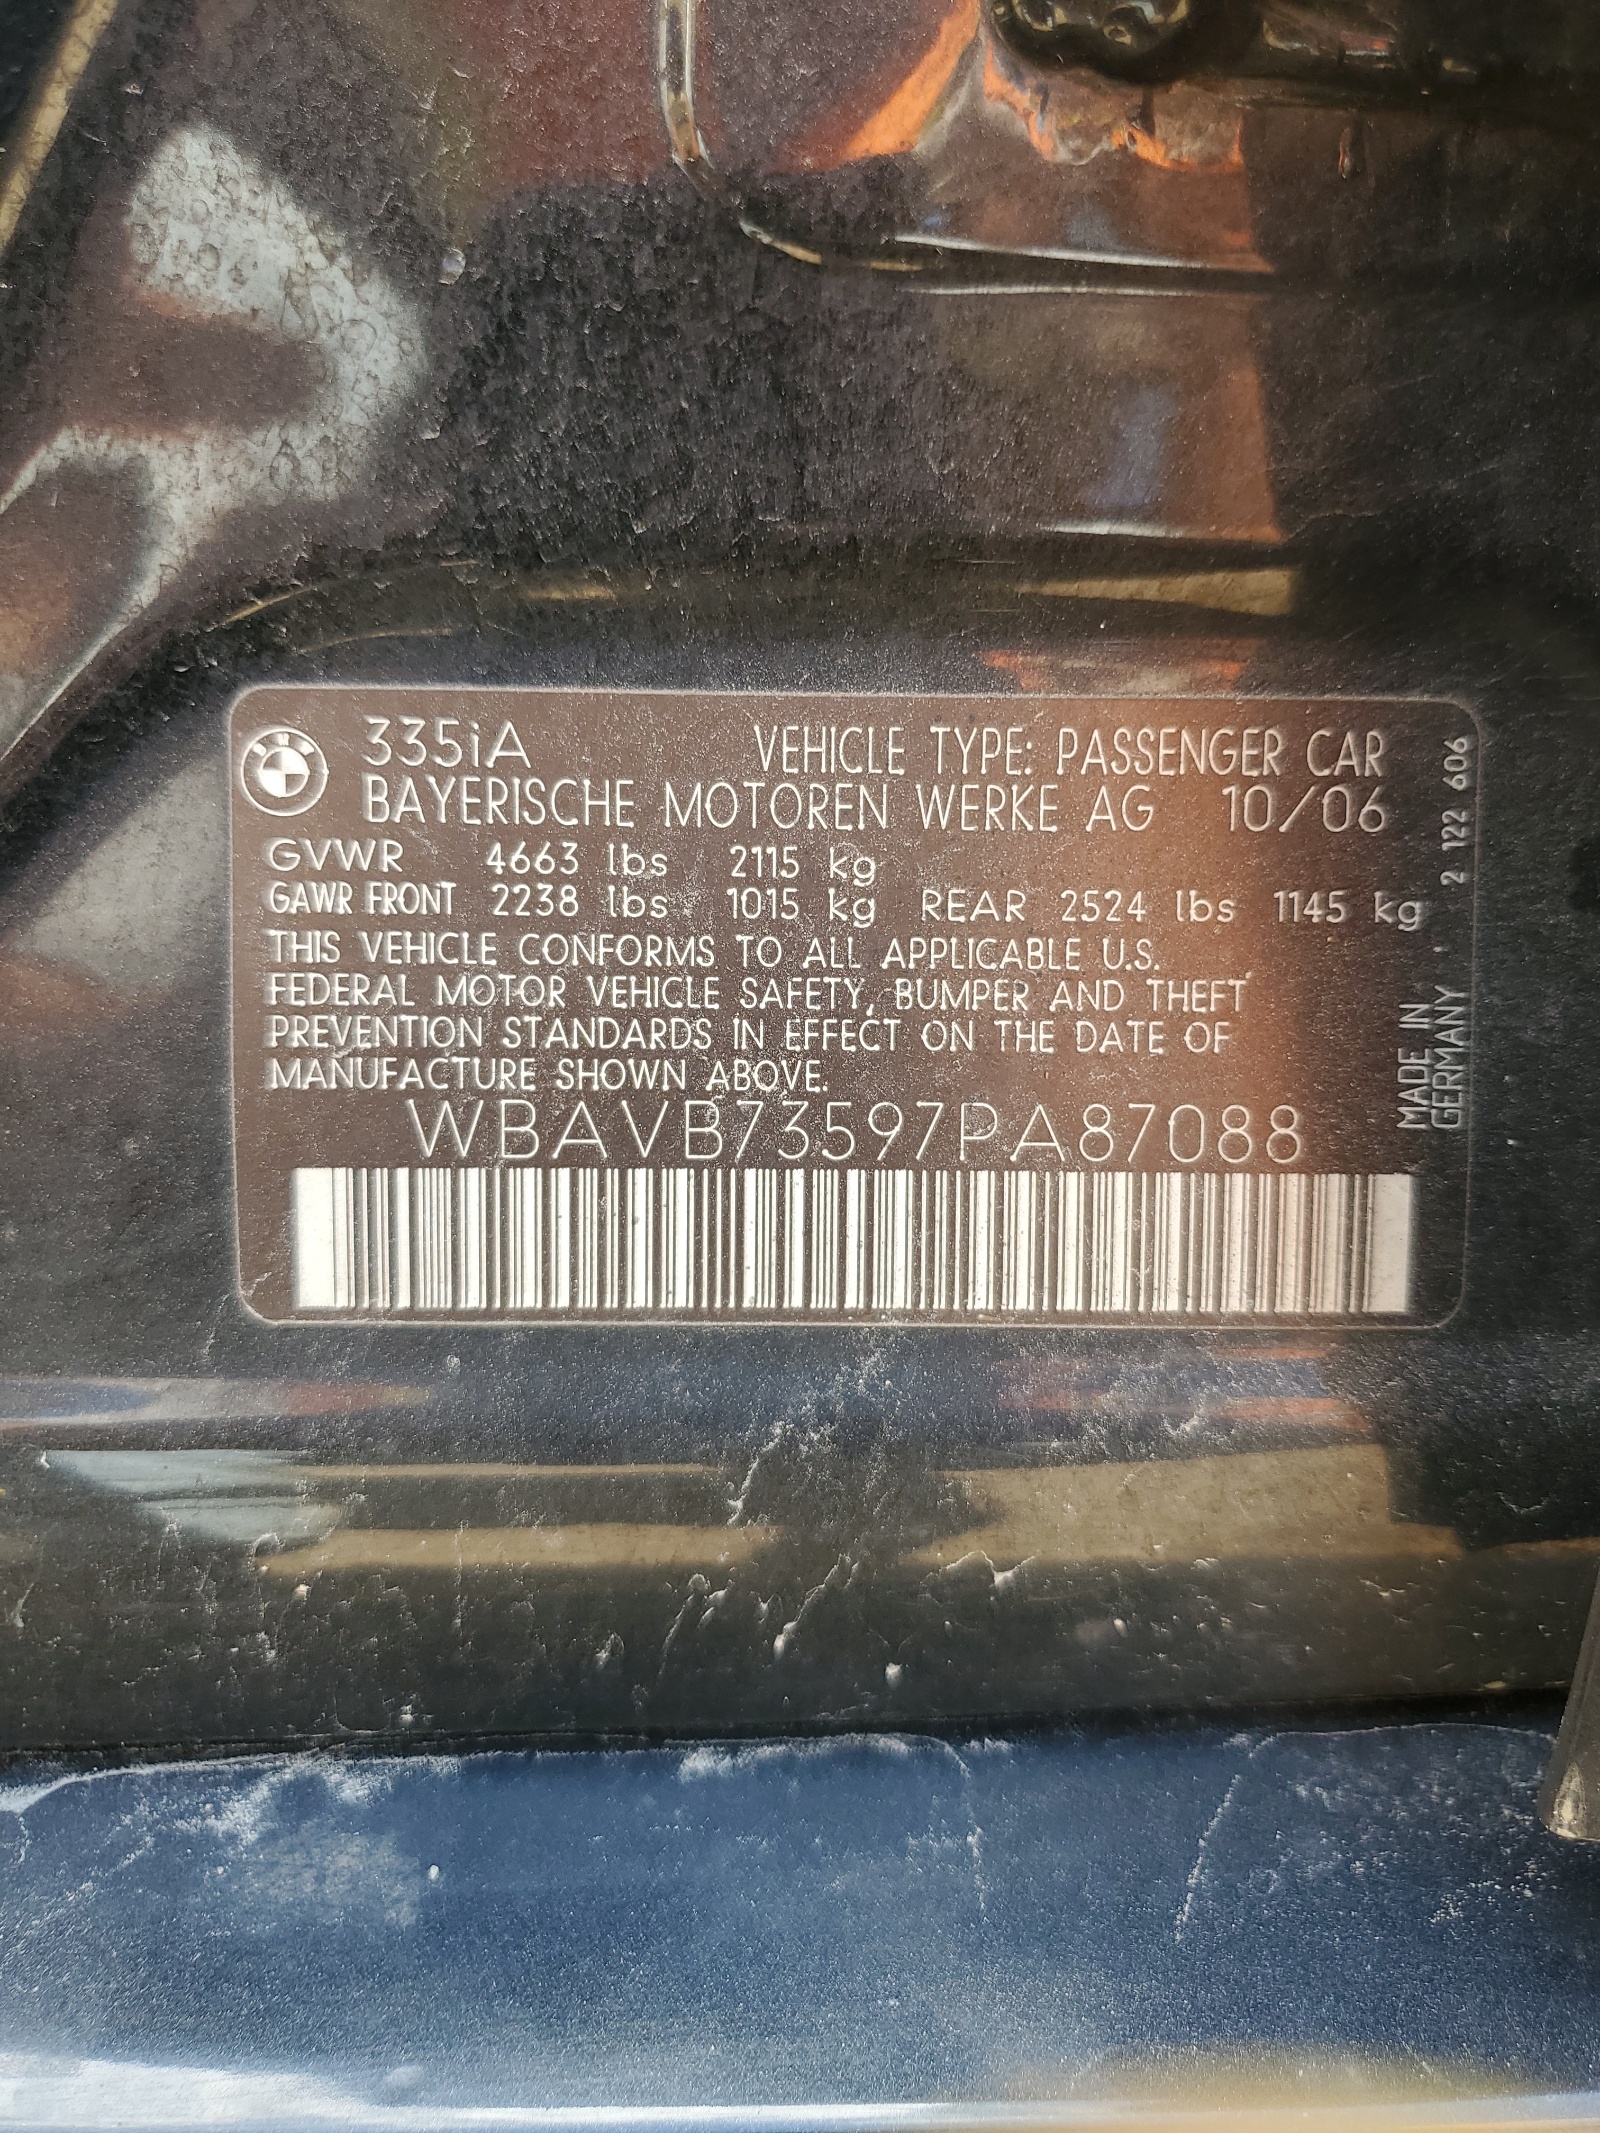 335iA VEHICLE TYPE: PASSENGER CAR
BAYERISCHE MOTOREN WERKE AG 10/06
GVWR 4663 lbs 2115 kg
GAWR FRONT 2238 lbs 1015 kg REAR 2524 lbs 1145 kg
THIS VEHICLE CONFORMS TO ALL APPLICABLE U.S.
FEDERAL MOTOR VEHICLE SAFETY, BUMPER AND THEFT
PREVENTION STANDARDS IN EFFECT ON THE DATE OF
MANUFACTURE SHOWN ABOVE.
WBAVB73597PA87088
MADE IN
GERMANY
2 122 606